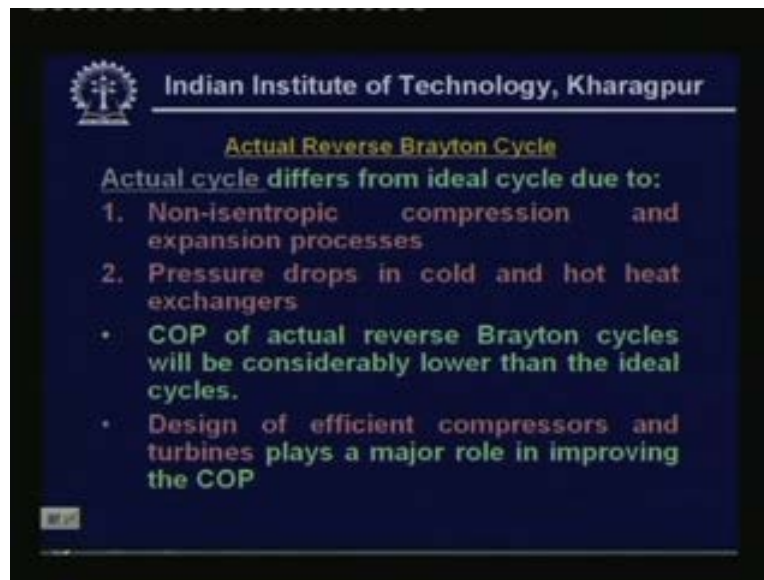 Indian Institute of Technology, Kharagpur
Actual Reverse Brayton Cycle
Actual cycle differs from ideal cycle due to:
1. Non-isentropic compression and
expansion processes
2. Pressure drops in cold and hot heat
exchangers
• COP of actual reverse Brayton cycles
will be considerably lower than the ideal
cycles.
• Design of efficient compressors and
turbines plays a major role in improving
the COP